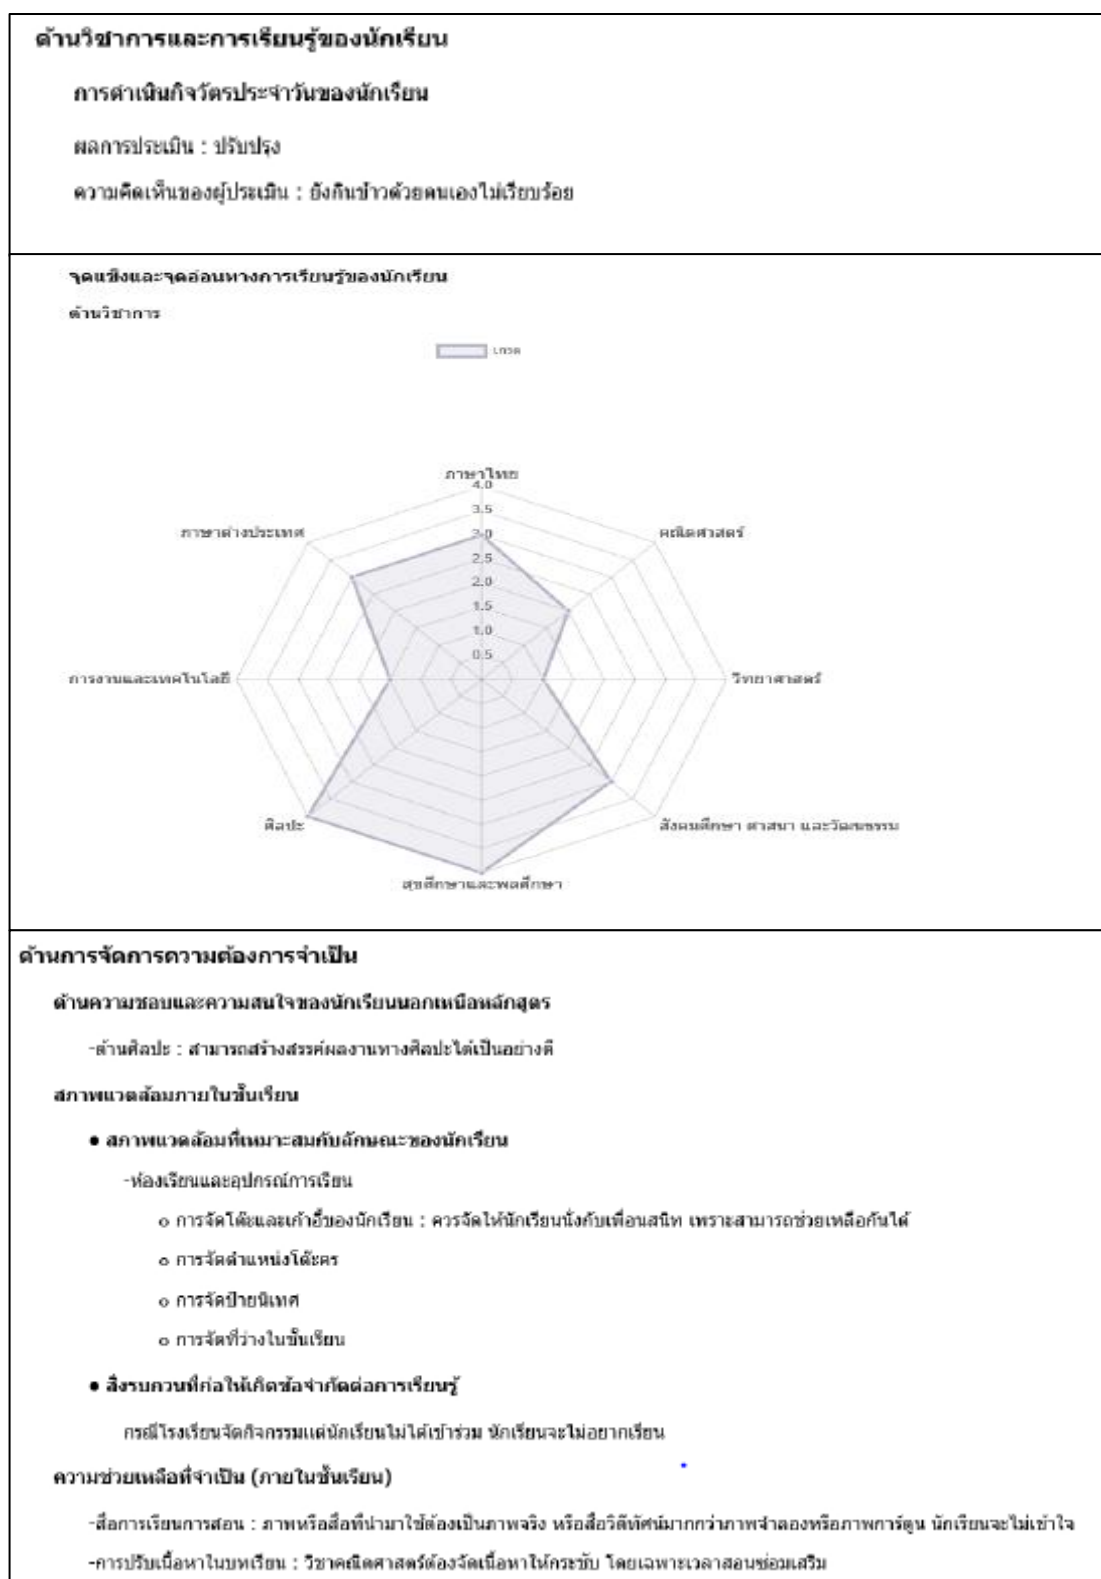 ด้านวิชาการและการเรียนรู้ของนักเรียน
การดำเนินกิจวัตรประจำวันของนักเรียน
ผลการประเมิน : ปรับปรุง
ความคิดเห็นของผู้ประเมิน : ยังกินข้าวด้วยตนเองไม่เรียบร้อย
จุดแข็งและจุดอ่อนทางการเรียนรู้ของนักเรียน
ด้านวิชาการ
เกรด
ภาษาไทย
4.0
3.5
ภาษาต่างประเทศ
คณิตศาสตร์
3.0
2.5
2.0
1.5
1.0
0.5
การงานและเทคโนโลยี
วิทยาศาสตร์
ศิลปะ
สังคมศึกษา ศาสนา และวัฒนธรรม
สุขศึกษาและพลศึกษา
ด้านการจัดการความต้องการจำเป็น
ด้านความชอบและความสนใจของนักเรียนนอกเหนือหลักสูตร
-ด้านศิลปะ : สามารถสร้างสรรค์ผลงานทางศิลปะได้เป็นอย่างดี
สภาพแวดล้อมภายในชั้นเรียน
● สภาพแวดล้อมที่เหมาะสมกับลักษณะของนักเรียน
-ห้องเรียนและอุปกรณ์การเรียน
o การจัดโต๊ะและเก้าอี้ของนักเรียน : ควรจัดให้นักเรียนนั่งกับเพื่อนสนิท เพราะสามารถช่วยเหลือกันได้
o การจัดตำแหน่งโต๊ะครู
o การจัดป้ายนิเทศ
o การจัดที่ว่างในชั้นเรียน
● สิ่งรบกวนที่ก่อให้เกิดข้อจำกัดต่อการเรียนรู้
กรณีโรงเรียนจัดกิจกรรมแต่นักเรียนไม่ได้เข้าร่วม นักเรียนจะไม่อยากเรียน
ความช่วยเหลือที่จำเป็น (ภายในชั้นเรียน)
-สื่อการเรียนการสอน : ภาพหรือสื่อที่นำมาใช้ต้องเป็นภาพจริง หรือสื่อวิดีทัศน์มากกว่าภาพจำลองหรือภาพการ์ตูน นักเรียนจะไม่เข้าใจ
-การปรับเนื้อหาในบทเรียน : วิชาคณิตศาสตร์ต้องจัดเนื้อหาให้กระชับ โดยเฉพาะเวลาสอนซ่อมเสริม